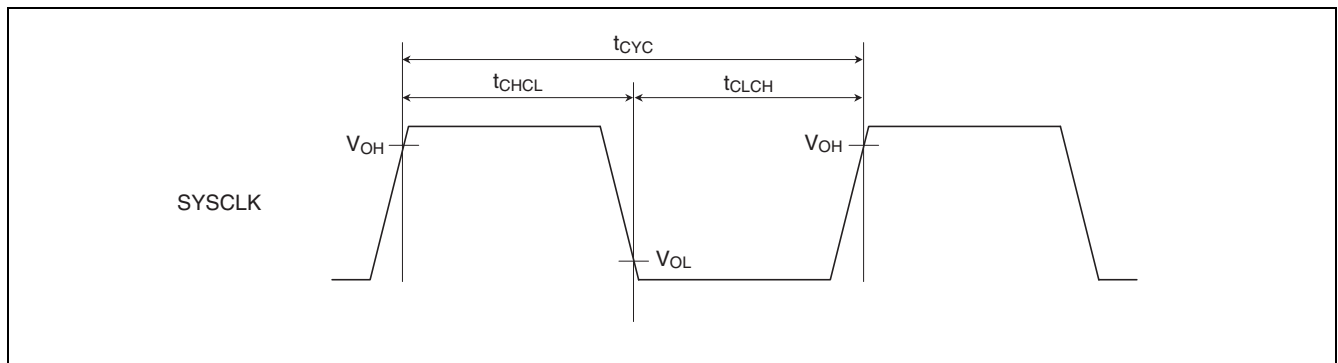 tCYC
tCHCL
tCLCH
VOH
VOH
SYSCLK
VOL